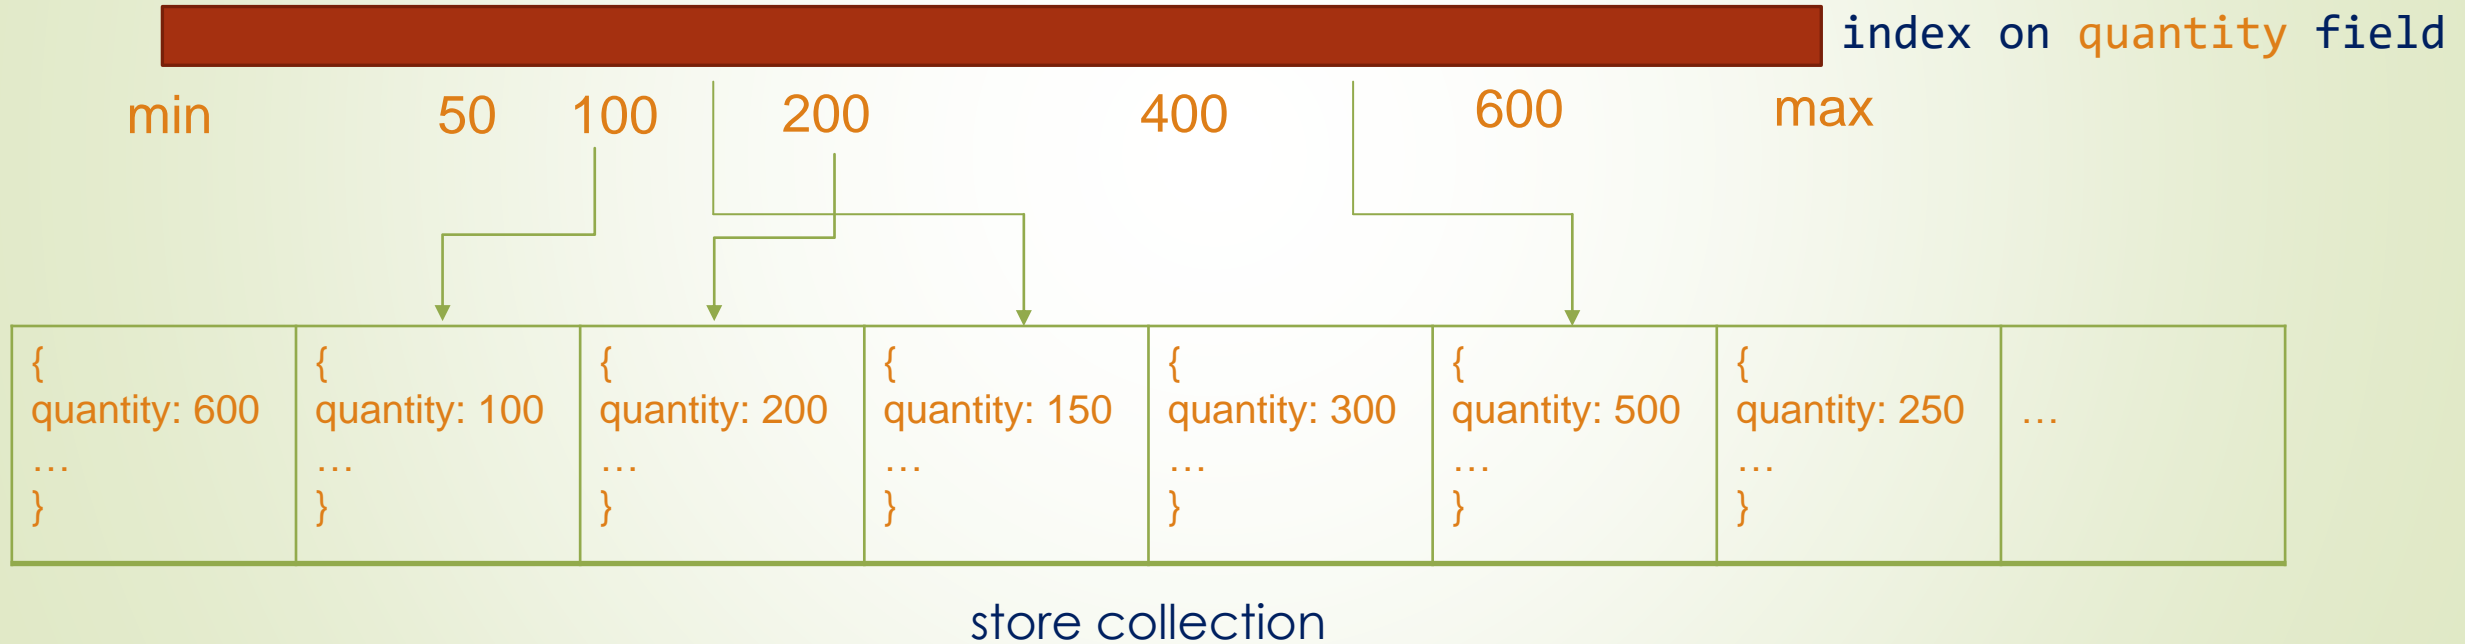 index on quantity field
min 50 100 200 400 600 max
{
quantity: 600
…
}
{
quantity: 100
…
}
{
quantity: 200
…
}
{
quantity: 150
…
}
{
quantity: 300
…
}
{
quantity: 500
…
}
{
quantity: 250
…
}
…
store collection